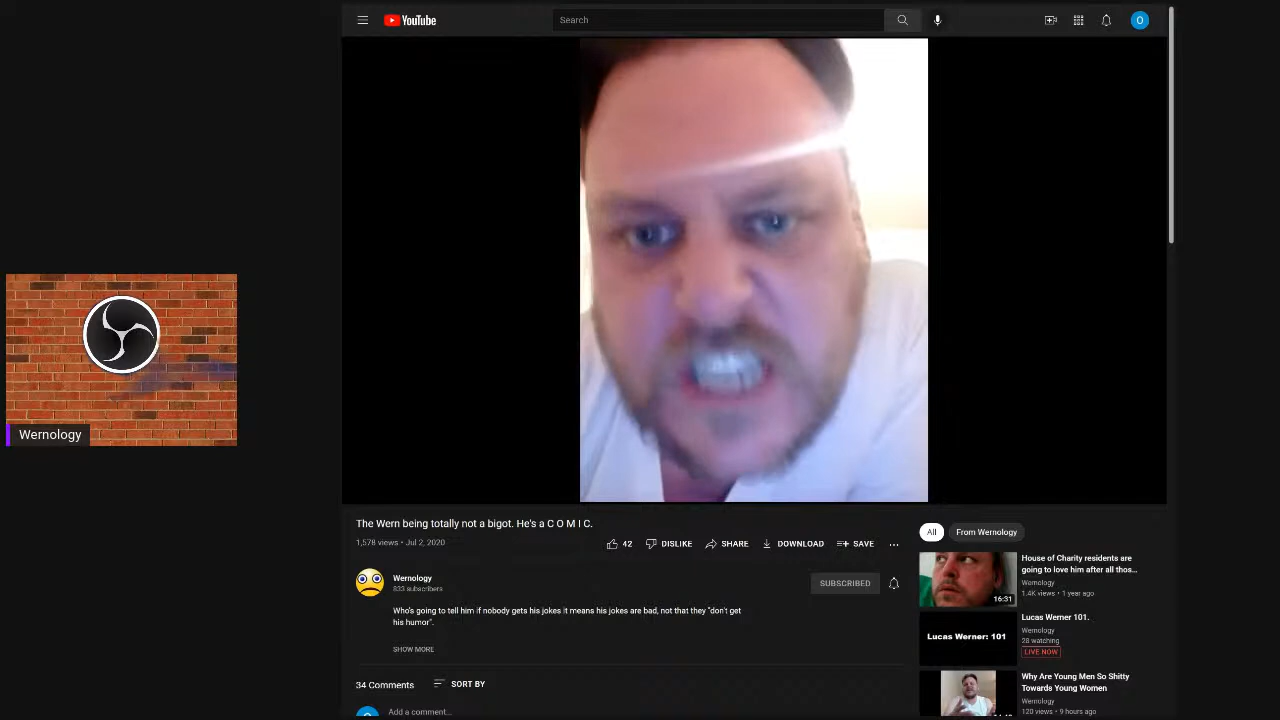 YouTube
Search
O
Wernology
The Wern being totally not a bigot. He's a C O M I C.
1,578 views • Jul 2, 2020
42
DISLIKE
SHARE
DOWNLOAD
SAVE
Wernology
833 subscribers
SUBSCRIBED
Who's going to tell him if nobody gets his jokes it means his jokes are bad, not that they "don't get
his humor".
SHOW MORE
34 Comments
SORT BY
Add a comment...
All
From Wernology
16:31
House of Charity residents are
going to love him after all thos...
Wernology
1.4K views • 1 year ago
Lucas Werner: 101
Lucas Werner 101.
Wernology
28 watching
LIVE NOW
Why Are Young Men So Shitty
Towards Young Women
Wernology
120 views • 9 hours ago